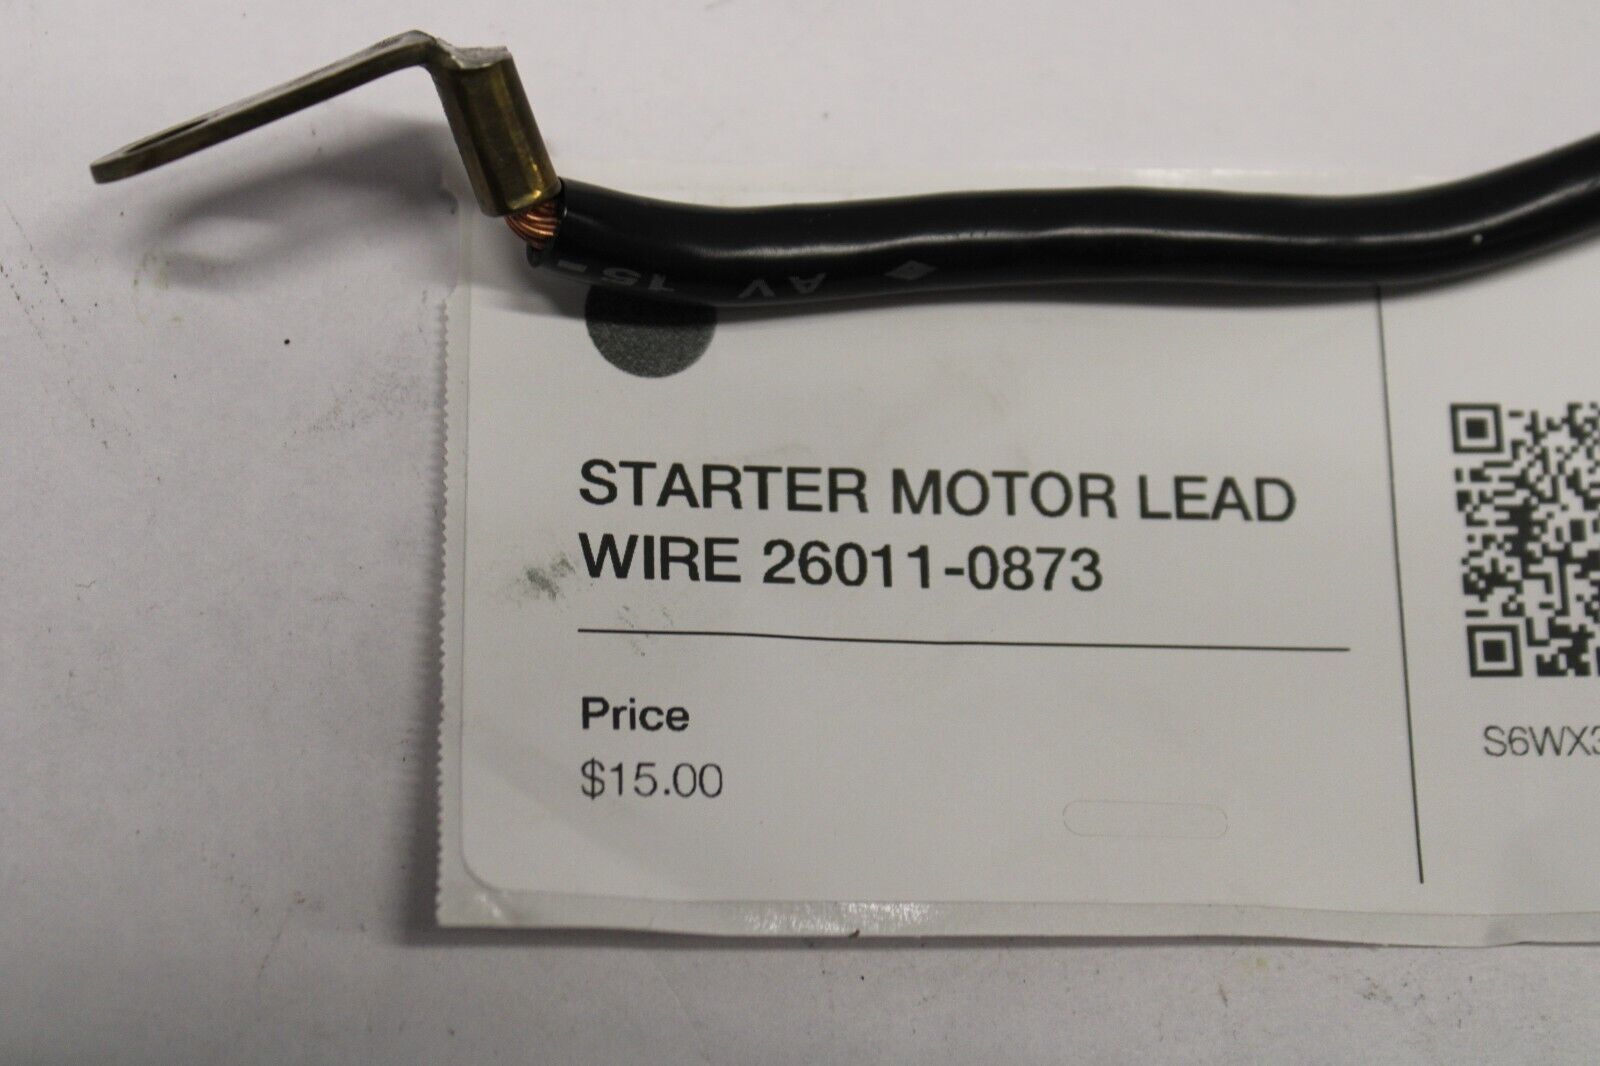 AV 15-
STARTER MOTOR LEAD
WIRE 26011-0873
Price
$15.00
S6WX3